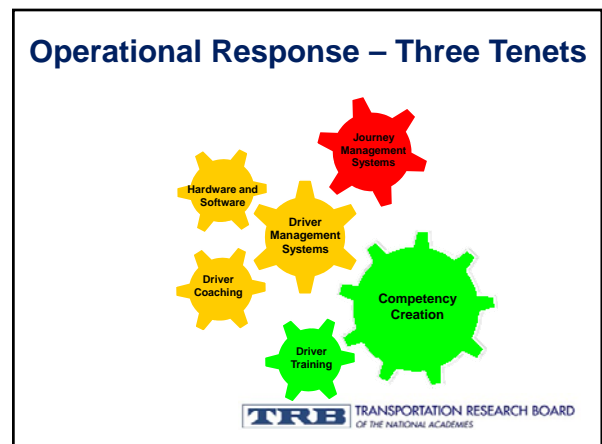 Operational Response – Three Tenets
Journey
Management
Systems
Hardware and
Software
Driver
Management
Systems
Driver
Coaching
Competency
Creation
Driver
Training
TRB TRANSPORTATION RESEARCH BOARD
OF THE NATIONAL ACADEMIES